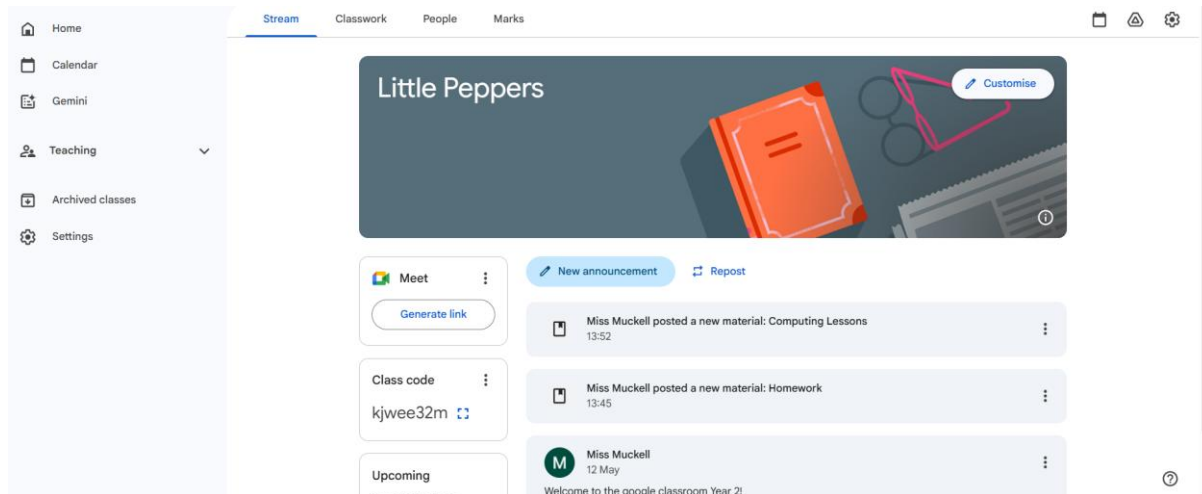 Home
Calendar
Gemini
Teaching
Archived classes
Settings
Stream Classwork People Marks
Little Peppers
Customise
Meet
Generate link
Class code
kjwee32m
Upcoming
New announcement Repost
Miss Muckell posted a new material: Computing Lessons
13:52
Miss Muckell posted a new material: Homework
13:45
M
Miss Muckell
12 May
Welcome to the google classroom Year 2!